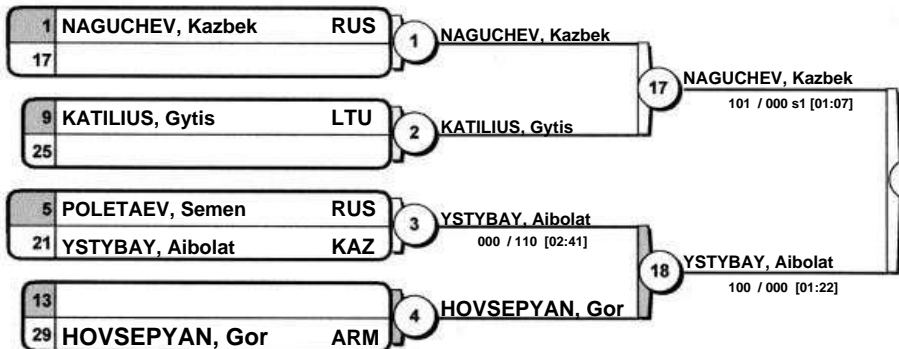 1 NAGUCHEV, Kazbek RUS
17
1 NAGUCHEV, Kazbek
17 NAGUCHEV, Kazbek
101 / 000 s1 [01:07]
9 KATILIUS, Gytis LTU
25
2 KATILIUS, Gytis
5 POLETAEV, Semen RUS
21 YSTYBAY, Aibolat KAZ
3 YSTYBAY, Aibolat
000 / 110 [02:41]
18 YSTYBAY, Aibolat
100 / 000 [01:22]
13
29 HOVSEPYAN, Gor ARM
4 HOVSEPYAN, Gor